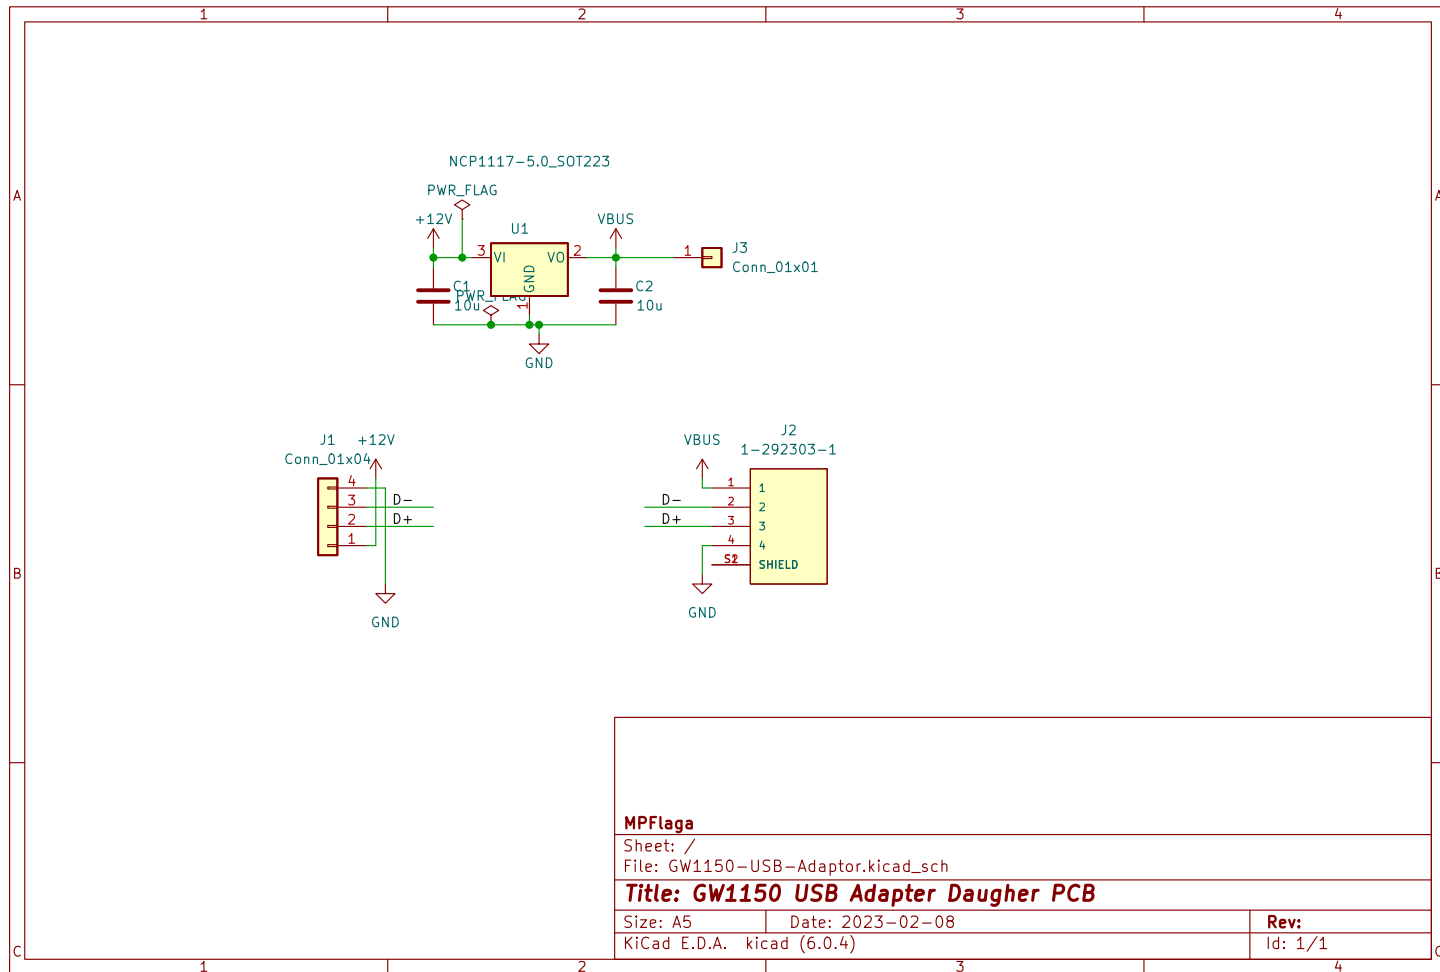 1 2 3 4
NCP1117-5.0_SOT223
A
PWR_FLAG
A
+12V
U1
VBUS
3 VI
VO 2
GND
1
1
J3
Conn_01x01
C1
10u
PWR_FLAG
C2
10u
GND
J1
+12V
Conn_01x04
4
3 D-
2 D+
1
GND
VBUS
J2
1-292303-1
1 1
D- 2 2
D+ 3 3
4 4
SHIELD
GND
B
B
MPFlaga
Sheet: /
File: GW1150-USB-Adaptor.kicad_sch
Title: GW1150 USB Adapter Daugher PCB
Size: A5 Date: 2023-02-08 Rev:
KiCad E.D.A. kicad (6.0.4) Id: 1/1
C
C
1 2 3 4